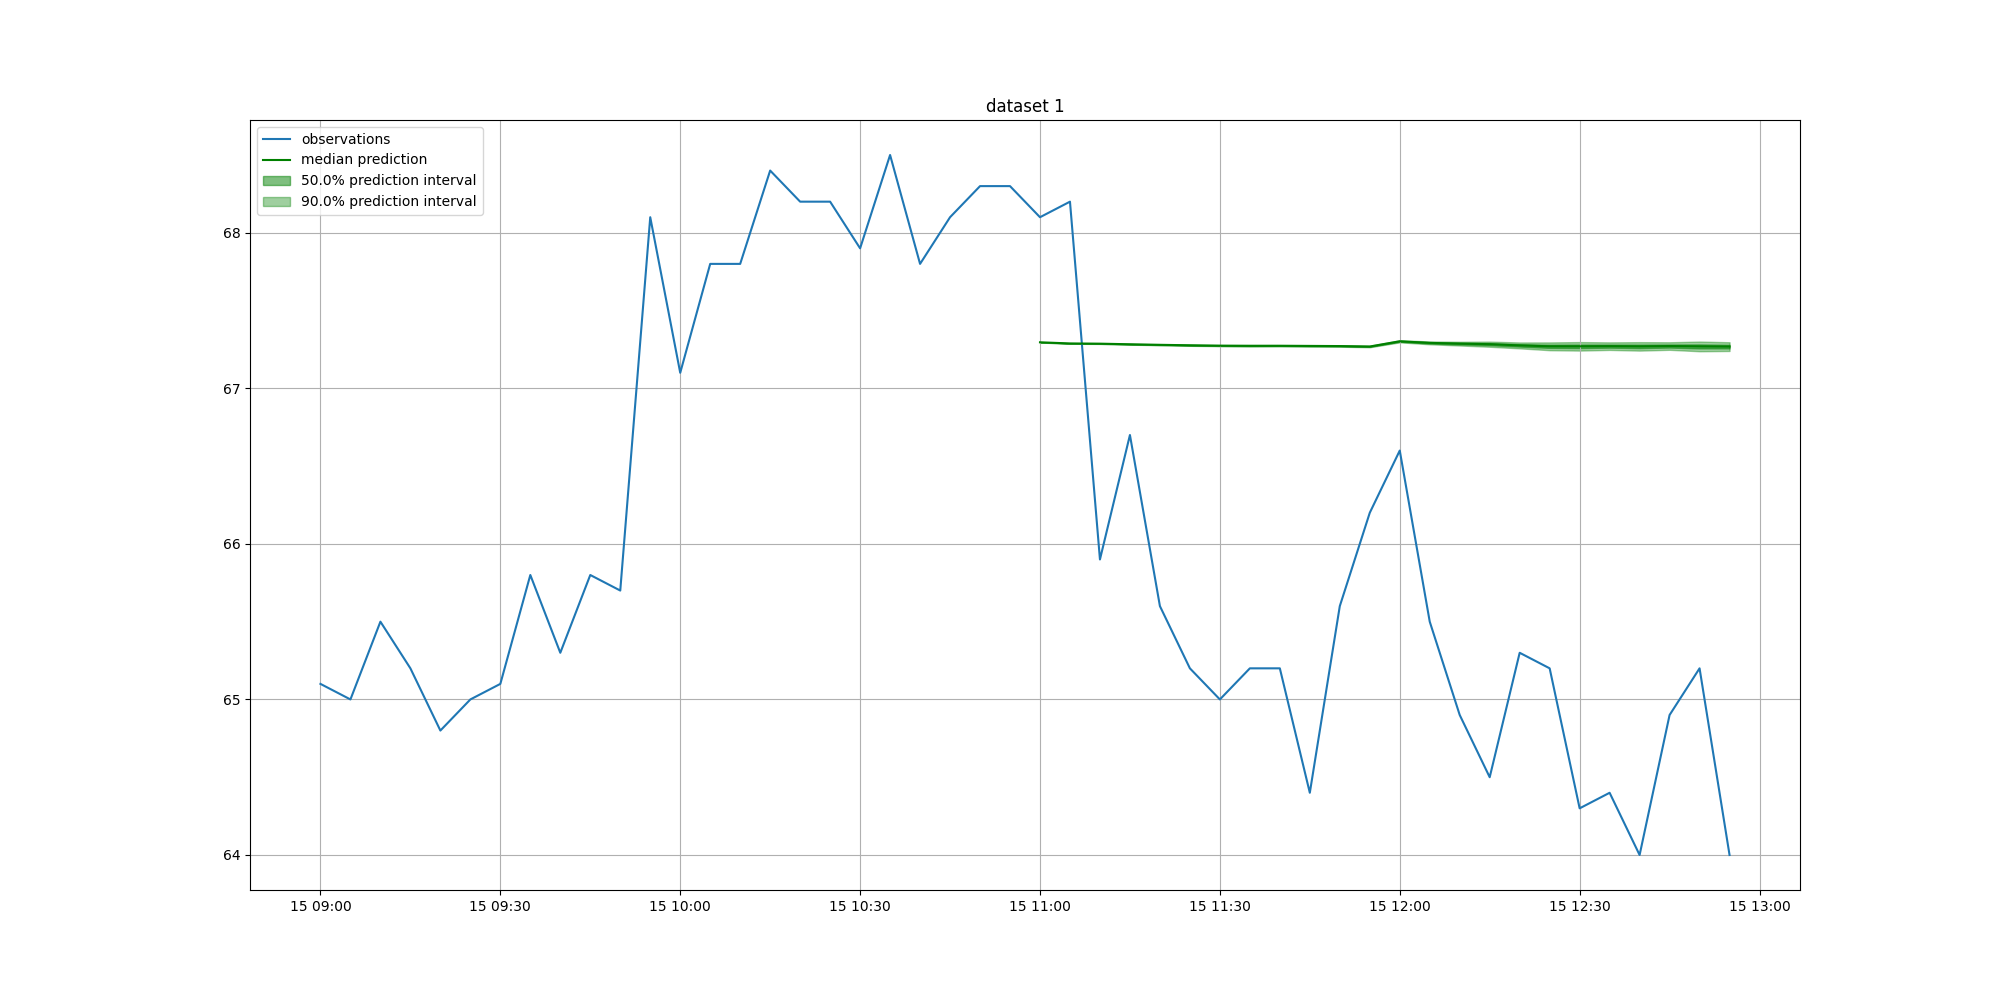 dataset 1
observations
median prediction
50.0% prediction interval
90.0% prediction interval
68
67
66
65
64
15 09:00 15 09:30 15 10:00 15 10:30 15 11:00 15 11:30 15 12:00 15 12:30 15 13:00